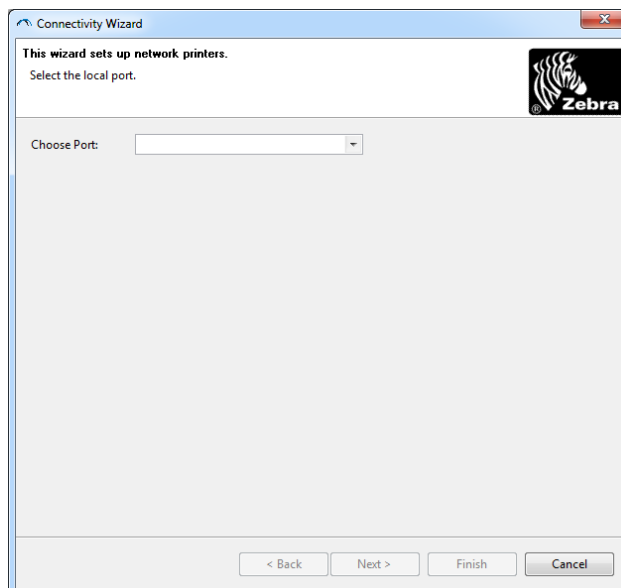 Connectivity Wizard
This wizard sets up network printers.
Select the local port.
® Zebra
Choose Port:
< Back Next > Finish Cancel